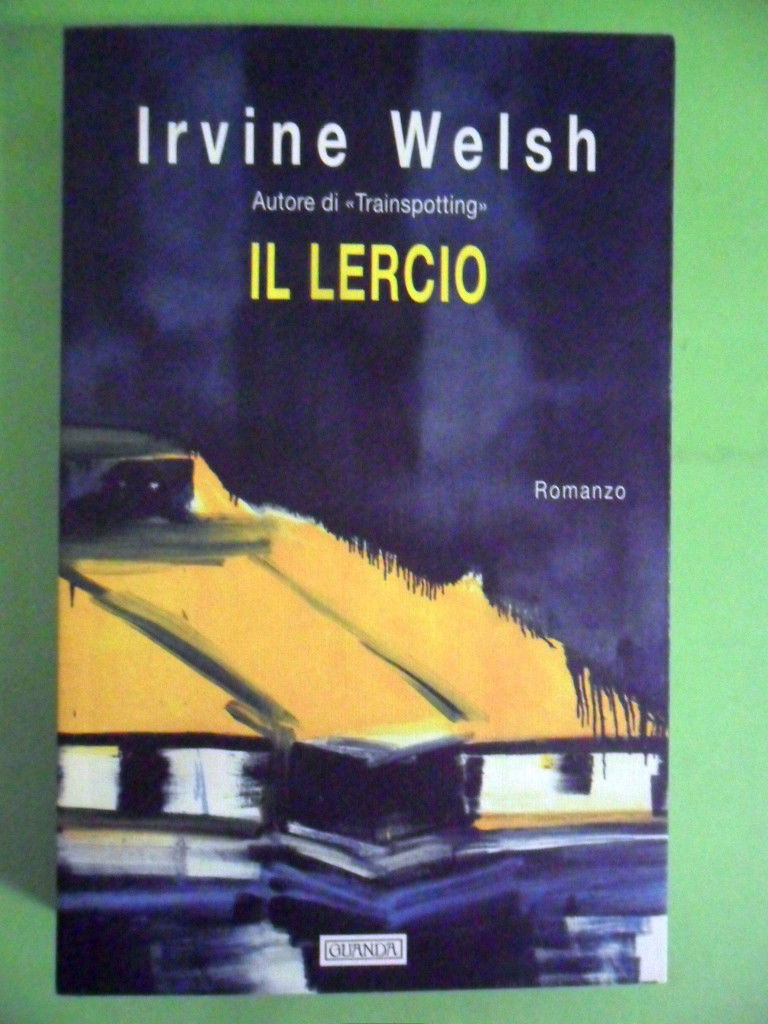 Irvine Welsh
Autore di «Trainspotting»
IL LERCIO
Romanzo
GUANDA